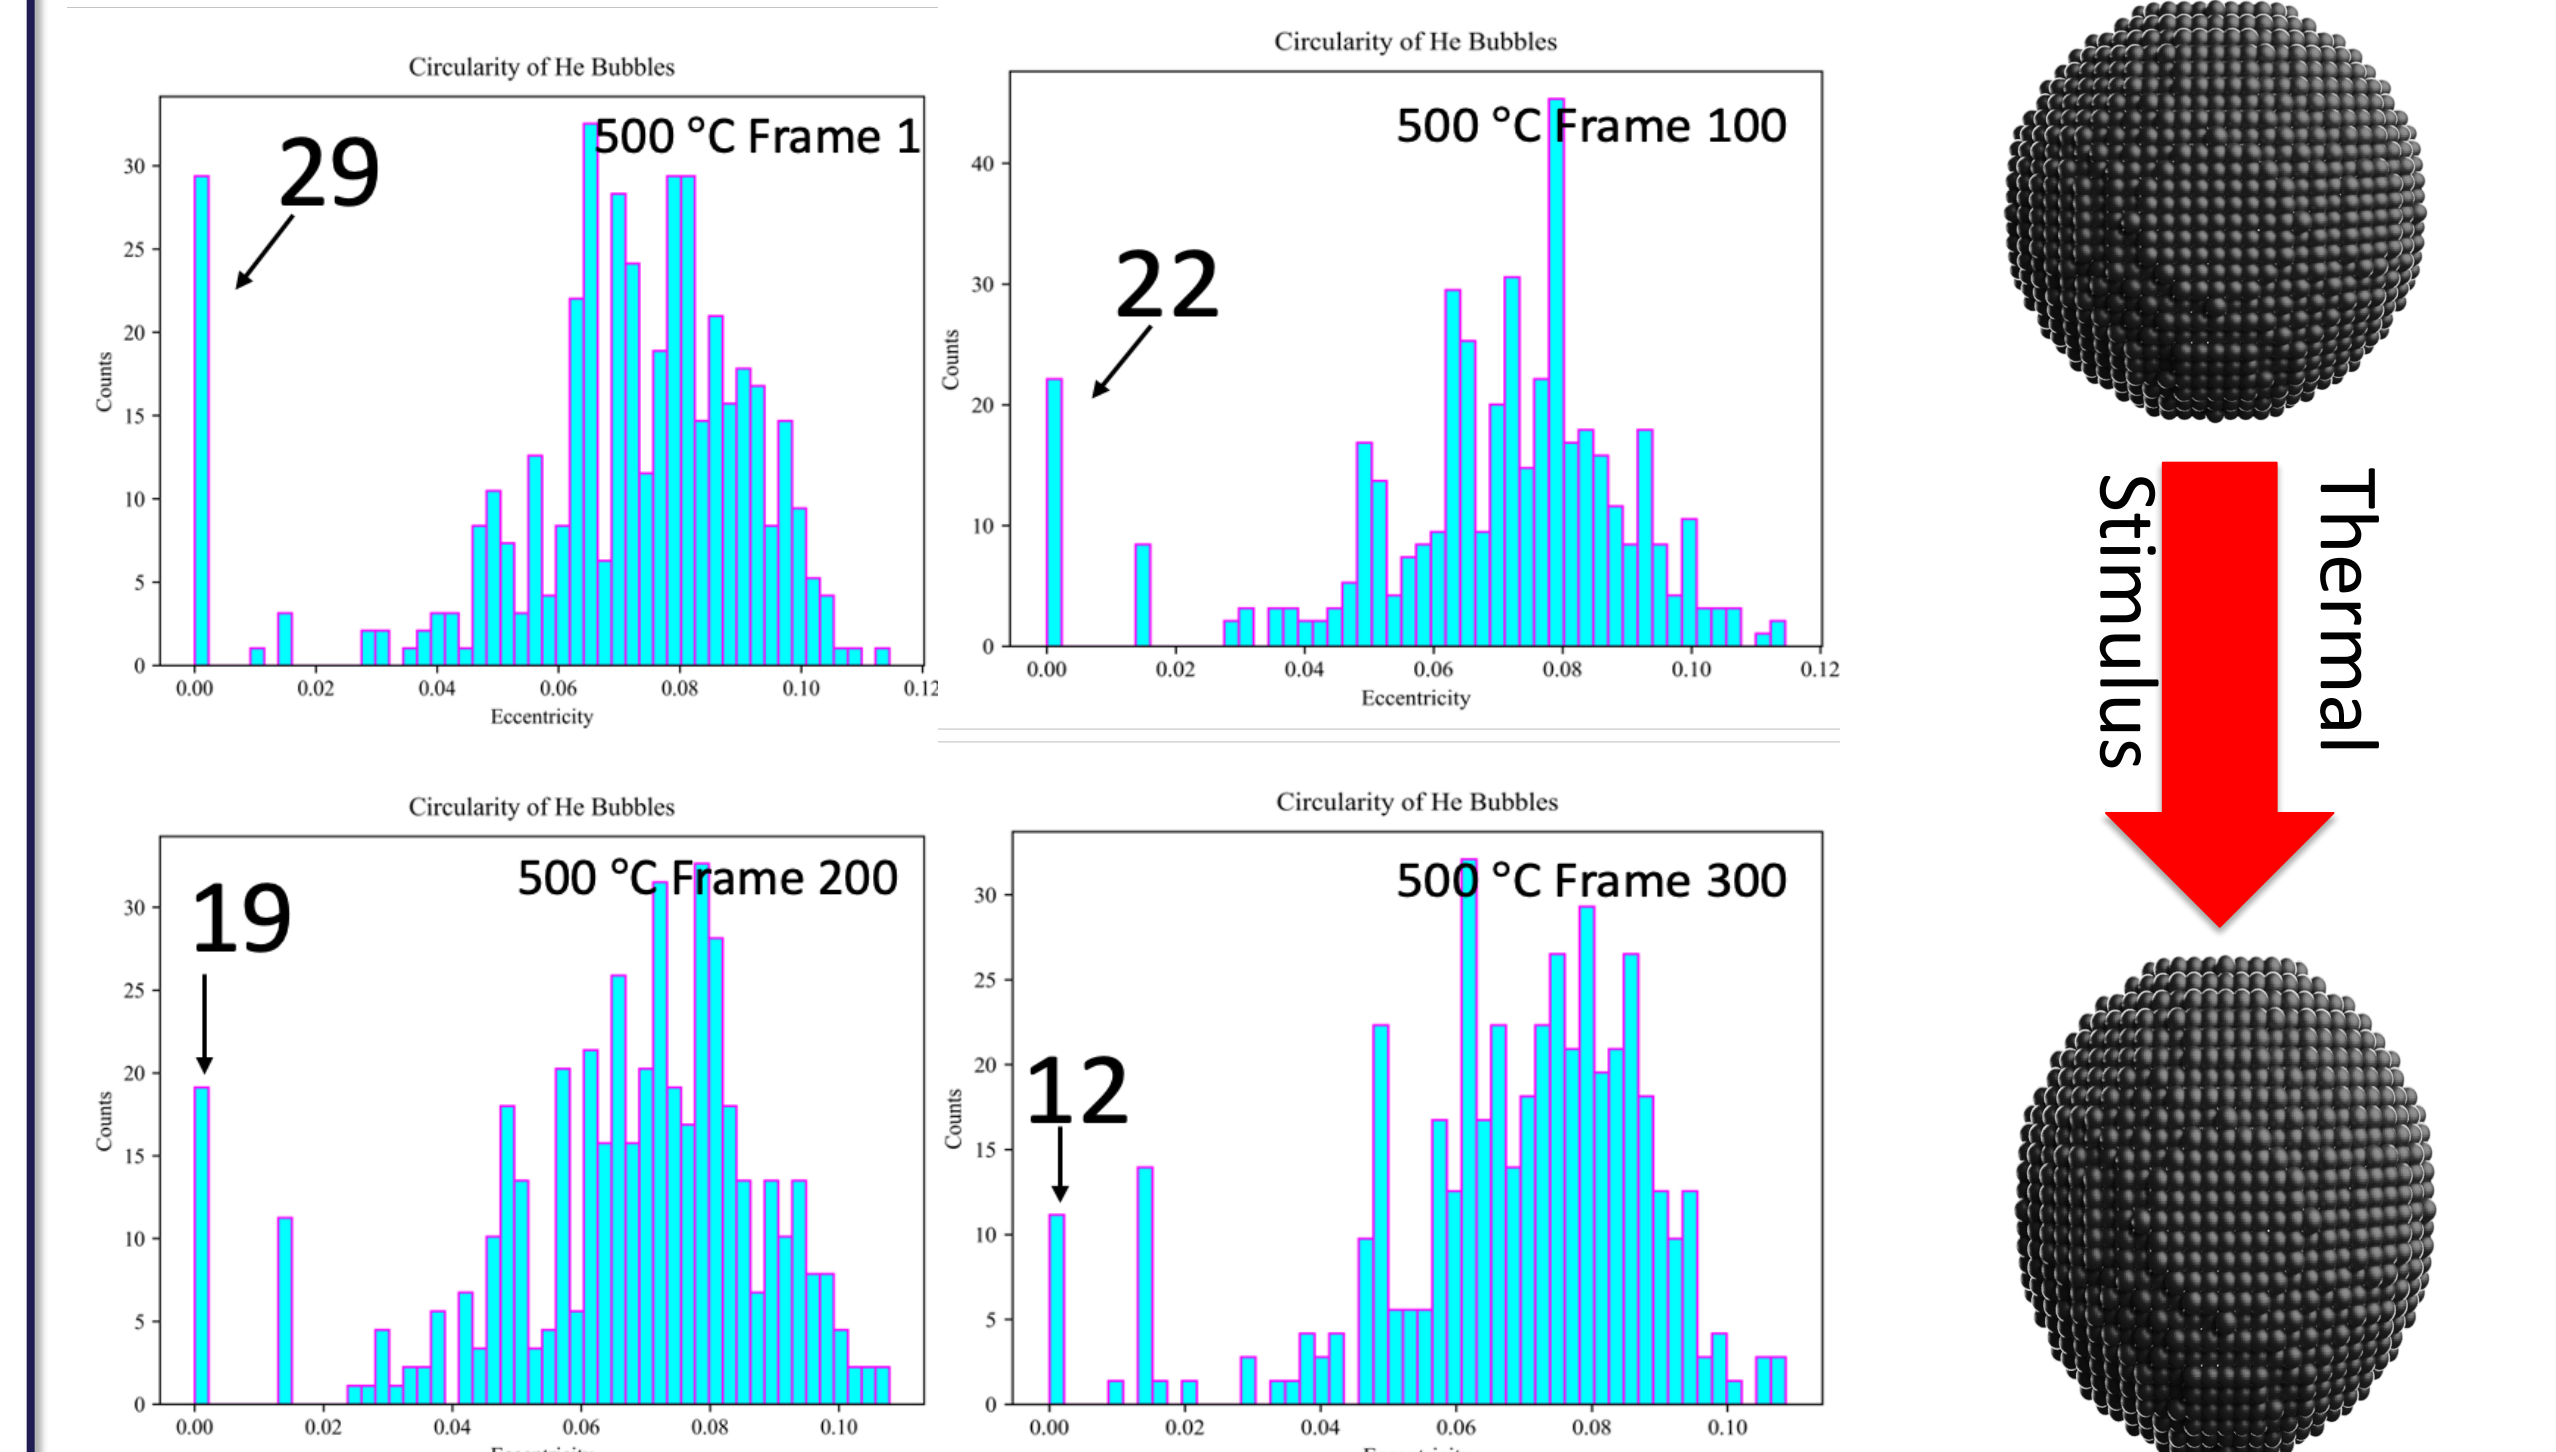 Circularity of He Bubbles
500 °C Frame 1
29
Counts
30
25
20
15
10
5
0
0.00 0.02 0.04 0.06 0.08 0.10 0.12
Eccentricity
Circularity of He Bubbles
500 °C Frame 100
22
Counts
40
30
20
10
0
0.00 0.02 0.04 0.06 0.08 0.10 0.12
Eccentricity
Circularity of He Bubbles
500 °C Frame 200
19
Counts
30
25
20
15
10
5
0
0.00 0.02 0.04 0.06 0.08 0.10
Circularity of He Bubbles
500 °C Frame 300
12
Counts
30
25
20
15
10
5
0
0.00 0.02 0.04 0.06 0.08 0.10
Thermal
Stimulus